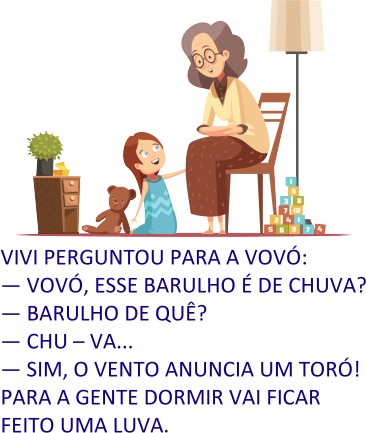 VIVI PERGUNTOU PARA A VOVÓ:
— VOVÓ, ESSE BARULHO É DE CHUVA?
— BARULHO DE QUÊ?
— CHU – VA...
— SIM, O VENTO ANUNCIA UM TORÓ!
PARA A GENTE DORMIR VAI FICAR
FEITO UMA LUVA.